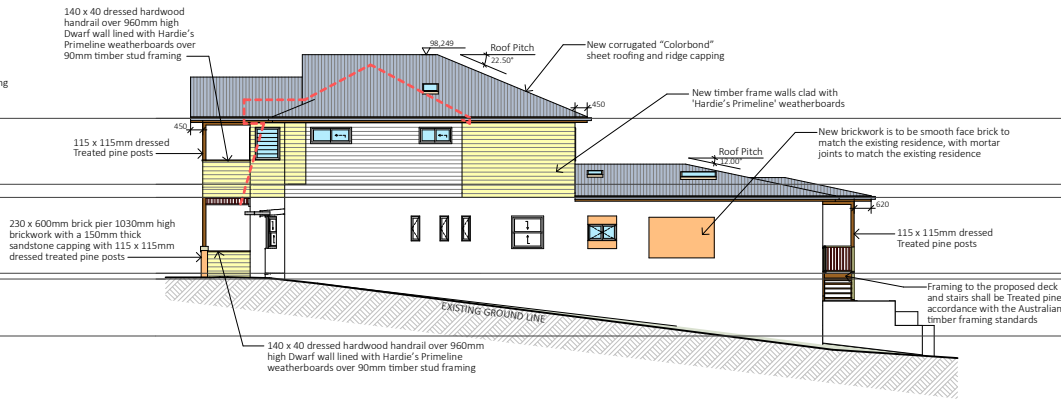 140 x 40 dressed hardwood
handrail over 960mm high
Dwarf wall lined with Hardie's
Primeline weatherboards over
90mm timber stud framing
ng
98,249
Roof Pitch
22.50°
New corrugated "Colorbond"
sheet roofing and ridge capping
450
New timber frame walls clad with
'Hardie's Primeline' weatherboards
450
115 x 115mm dressed
Treated pine posts
New brickwork is to be smooth face brick to
match the existing residence, with mortar
joints to match the existing residence
Roof Pitch
12.00°
620
230 x 600mm brick pier 1030mm high
brickwork with a 150mm thick
sandstone capping with 115 x 115mm
dressed treated pine posts
115 x 115mm dressed
Treated pine posts
Framing to the proposed deck
and stairs shall be Treated pine
accordance with the Australian
timber framing standards
EXISTING GROUND LINE
140 x 40 dressed hardwood handrail over 960mm
high Dwarf wall lined with Hardie's Primeline
weatherboards over 90mm timber stud framing